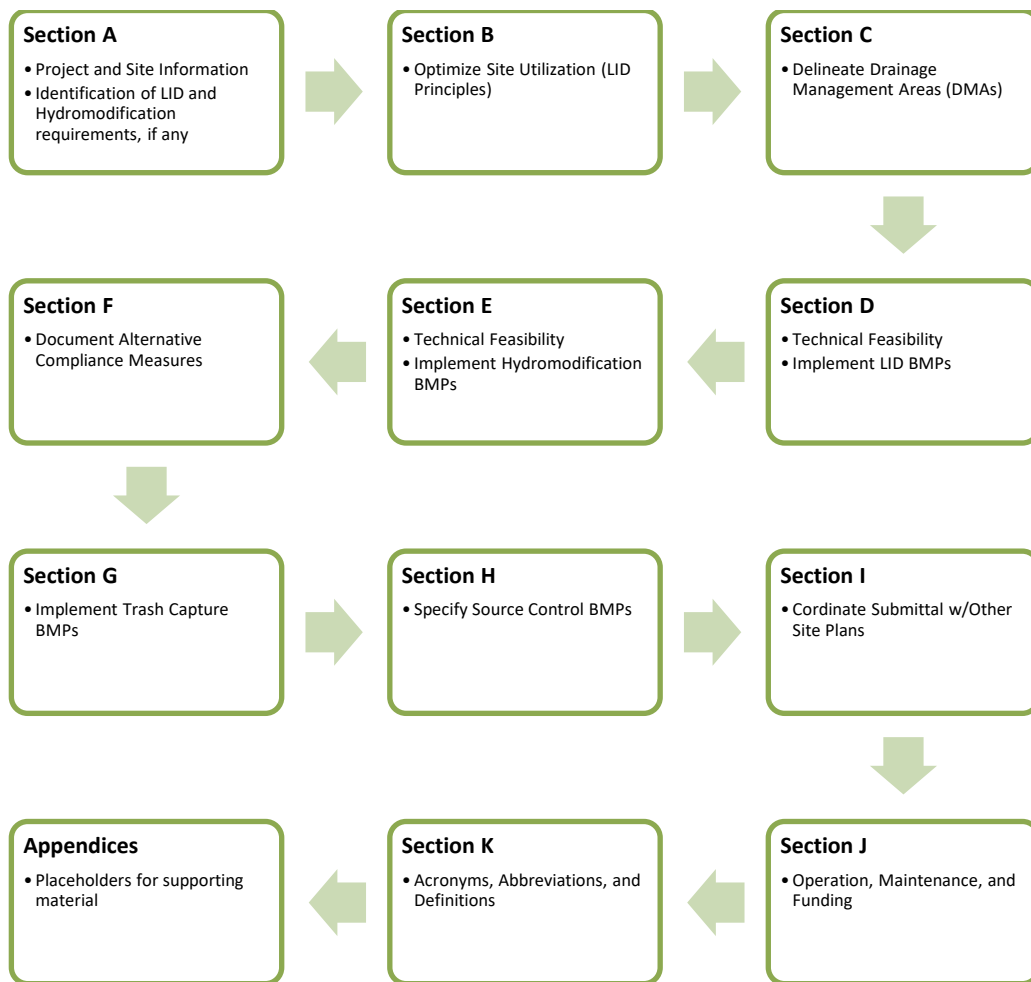 Section A
• Project and Site Information
• Identification of LID and
Hydromodification
requirements, if any
Section B
• Optimize Site Utilization (LID
Principles)
Section C
• Delineate Drainage
Management Areas (DMAs)
Section D
• Technical Feasibility
• Implement LID BMPs
Section E
• Technical Feasibility
• Implement Hydromodification
BMPs
Section F
• Document Alternative
Compliance Measures
Section G
• Implement Trash Capture
BMPs
Section H
• Specify Source Control BMPs
Section I
• Cordinate Submittal w/Other
Site Plans
Section J
• Operation, Maintenance, and
Funding
Section K
• Acronyms, Abbreviations, and
Definitions
Appendices
• Placeholders for supporting
material